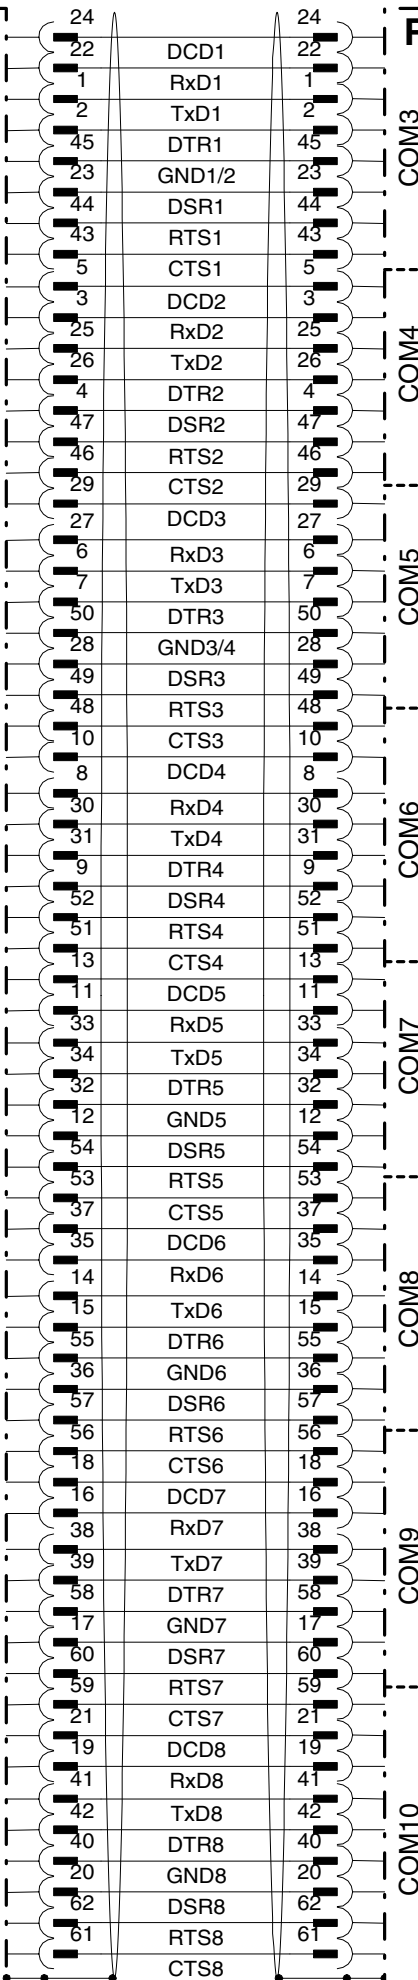 24 24
22 DCD1 22
1 RxD1 1
2 TxD1 2
45 DTR1 45
23 GND1/2 23
44 DSR1 44
43 RTS1 43
5 CTS1 5
3 DCD2 3
25 RxD2 25
26 TxD2 26
4 DTR2 4
47 DSR2 47
46 RTS2 46
29 CTS2 29
27 DCD3 27
6 RxD3 6
7 TxD3 7
50 DTR3 50
28 GND3/4 28
49 DSR3 49
48 RTS3 48
10 CTS3 10
8 DCD4 8
30 RxD4 30
31 TxD4 31
9 DTR4 9
52 DSR4 52
51 RTS4 51
13 CTS4 13
11 DCD5 11
33 RxD5 33
34 TxD5 34
32 DTR5 32
12 GND5 12
54 DSR5 54
53 RTS5 53
37 CTS5 37
35 DCD6 35
14 RxD6 14
15 TxD6 15
55 DTR6 55
36 GND6 36
57 DSR6 57
56 RTS6 56
18 CTS6 18
16 DCD7 16
38 RxD7 38
39 TxD7 39
58 DTR7 58
17 GND7 17
60 DSR7 60
59 RTS7 59
21 CTS7 21
19 DCD8 19
41 RxD8 41
42 TxD8 42
40 DTR8 40
20 GND8 20
62 DSR8 62
61 RTS8 61
CTS8
COM3
COM4
COM5
COM6
COM7
COM8
COM9
COM10